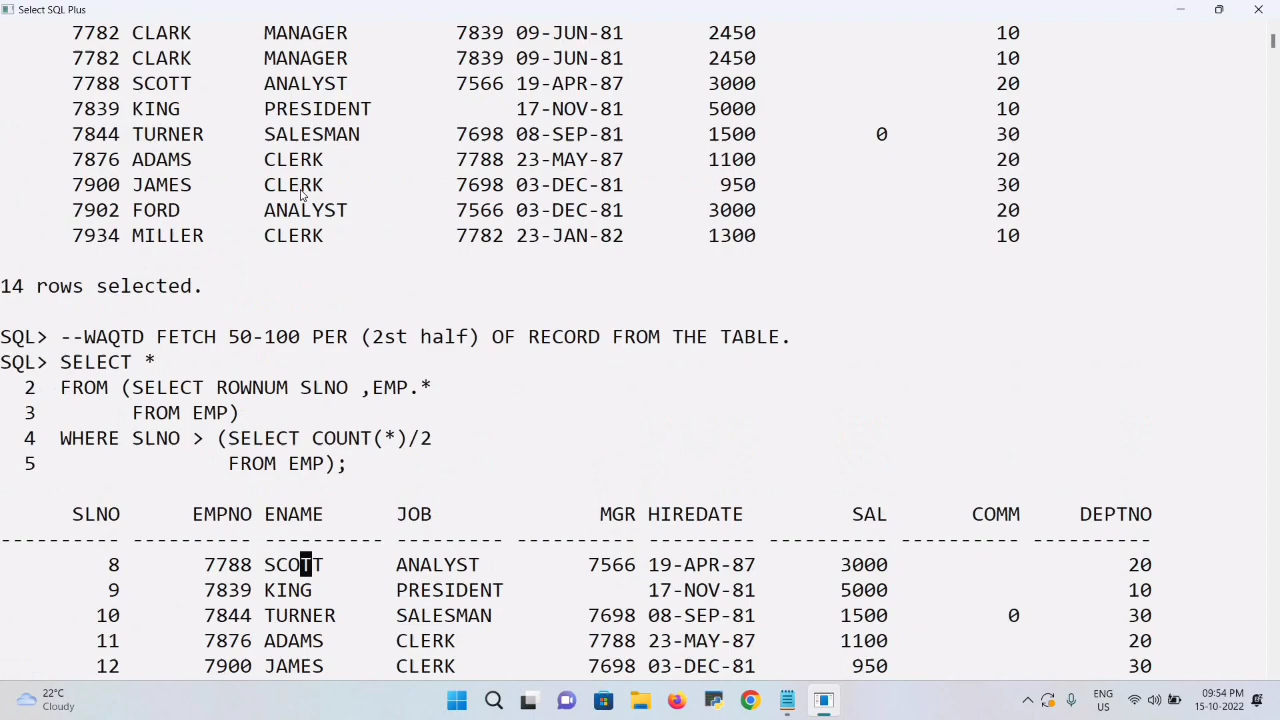 Select SQL Plus
7782 CLARK MANAGER 7839 09-JUN-81 2450 10
7782 CLARK MANAGER 7839 09-JUN-81 2450 10
7788 SCOTT ANALYST 7566 19-APR-87 3000 20
7839 KING PRESIDENT 17-NOV-81 5000 10
7844 TURNER SALESMAN 7698 08-SEP-81 1500 0 30
7876 ADAMS CLERK 7788 23-MAY-87 1100 20
7900 JAMES CLERK 7698 03-DEC-81 950 30
7902 FORD ANALYST 7566 03-DEC-81 3000 20
7934 MILLER CLERK 7782 23-JAN-82 1300 10
14 rows selected.
SQL> --WAQTD FETCH 50-100 PER (2st half) OF RECORD FROM THE TABLE.
SQL> SELECT *
2 FROM (SELECT ROWNUM SLNO ,EMP.*
3 FROM EMP)
4 WHERE SLNO > (SELECT COUNT(*)/2
5 FROM EMP);
SLNO EMPNO ENAME JOB MGR HIREDATE SAL COMM DEPTNO
---------- ---------- ---------- --------- ---------- --------- ---------- ---------- ----------
8 7788 SCOTT ANALYST 7566 19-APR-87 3000 20
9 7839 KING PRESIDENT 17-NOV-81 5000 10
10 7844 TURNER SALESMAN 7698 08-SEP-81 1500 0 30
11 7876 ADAMS CLERK 7788 23-MAY-87 1100 20
12 7900 JAMES CLERK 7698 03-DEC-81 950 30
22°C
Cloudy
ENG
US
09:54 PM
15-10-2022